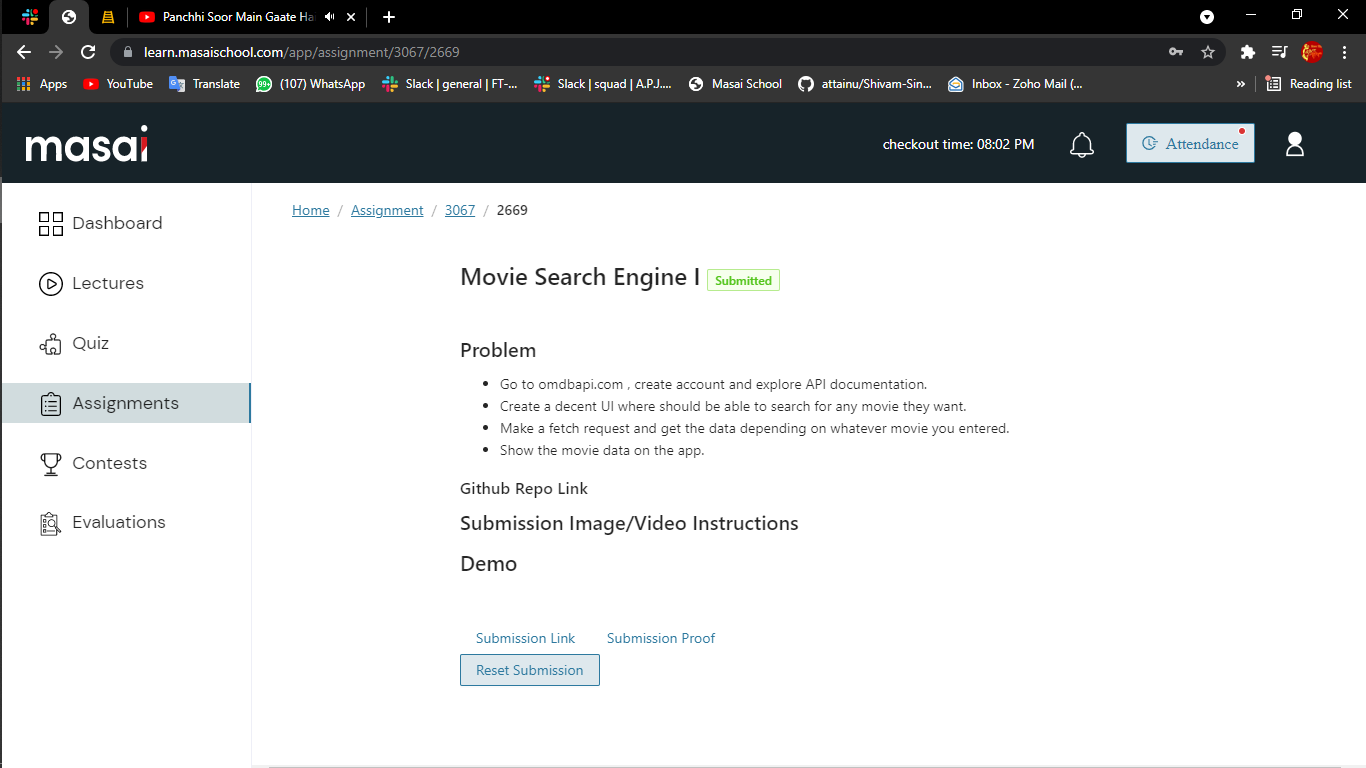 Panchhi Soor Main Gaate Ha
learn.masaischool.com/app/assignment/3067/2669
Apps YouTube Translate 99+ (107) WhatsApp Slack | general | FT-... Slack | squad | A.P.J.... Masai School attainu/Shivam-Sin... Inbox - Zoho Mail (... » Reading list
masai checkout time: 08:02 PM Attendance
Home / Assignment / 3067 / 2669
Dashboard
Lectures
Quiz
Assignments
Contests
Evaluations
Movie Search Engine I Submitted
Problem
• Go to omdbapi.com , create account and explore API documentation.
• Create a decent UI where should be able to search for any movie they want.
• Make a fetch request and get the data depending on whatever movie you entered.
• Show the movie data on the app.
Github Repo Link
Submission Image/Video Instructions
Demo
Submission Link Submission Proof
Reset Submission